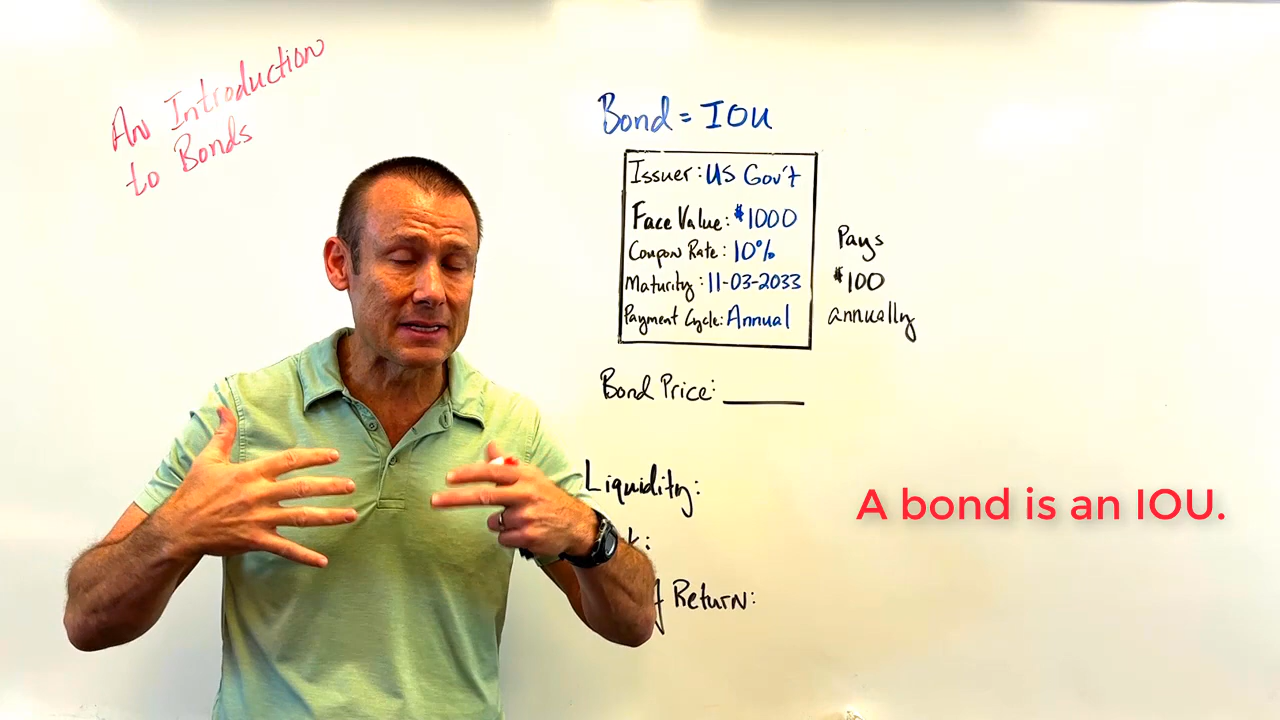 An Introduction
to Bonds
Bond = IOU
Issuer: US Gov't
Face Value: $1000
Coupon Rate: 10%
Maturity: 11-03-2033
Payment Cycle: Annual
Pays
$100
annually
Bond Price:
Liquidity:
Return:
A bond is an IOU.